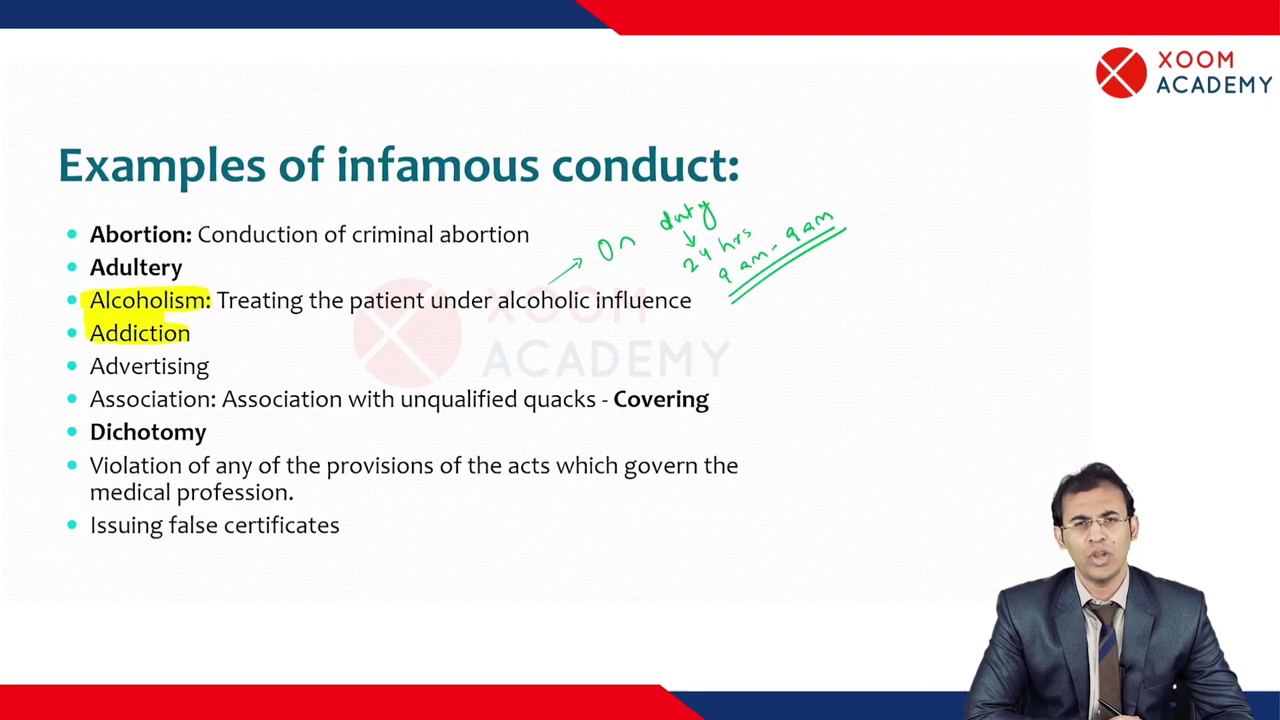 XOOM
ACADEMY
Examples of infamous conduct:
Abortion: Conduction of criminal abortion
Adultery
Alcoholism: Treating the patient under alcoholic influence
Addiction
Advertising
Association: Association with unqualified quacks - Covering
Dichotomy
Violation of any of the provisions of the acts which govern the
medical profession.
Issuing false certificates
On duty
24 hrs
9 am - 9 am
XOOM
ACADEMY